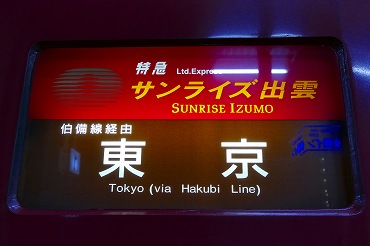 特急 Ltd.Express
サンライズ出雲
SUNRISE IZUMO
伯備線経由
東京
Tokyo (via Hakubi Line)